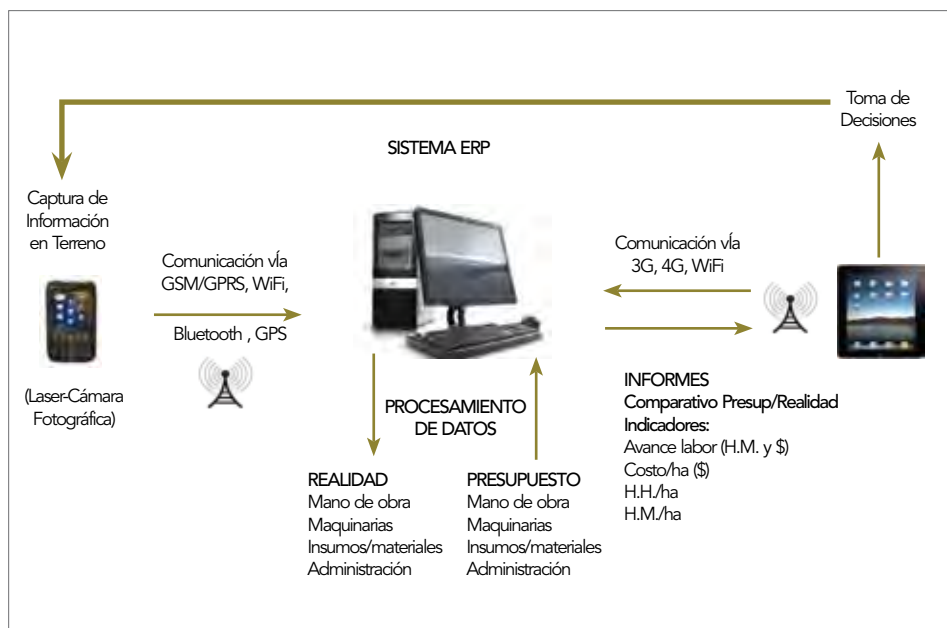 Toma de
Decisiones
SISTEMA ERP
Captura de
Información
en Terreno
Comunicación vÍa
GSM/GPRS, WiFi,
Bluetooth , GPS
(Laser-Cámara
Fotográfica)
Comunicación vÍa
3G, 4G, WiFi
PROCESAMIENTO
DE DATOS
REALIDAD
Mano de obra
Maquinarias
Insumos/materiales
Administración
PRESUPUESTO
Mano de obra
Maquinarias
Insumos/materiales
Administración
INFORMES
Comparativo Presup/Realidad
Indicadores:
Avance labor (H.M. y $)
Costo/ha ($)
H.H./ha
H.M./ha